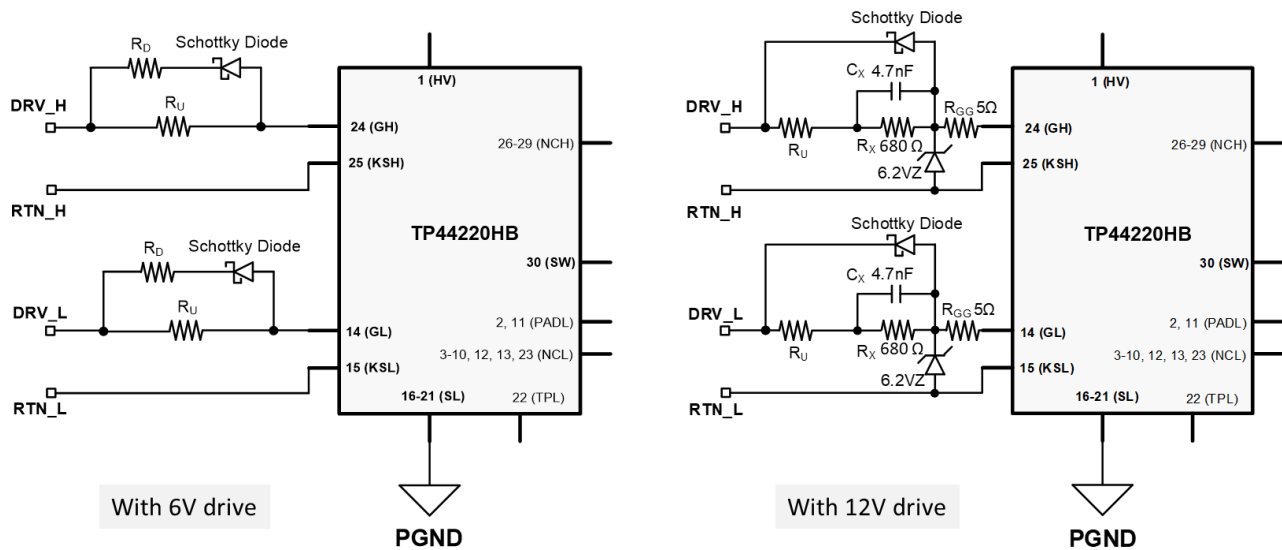 Schottky Diode
R_D
R_U
DRV_H
RTN_H
1 (HV)
24 (GH)
25 (KSH)
26-29 (NCH)
TP44220HB
30 (SW)
Schottky Diode
R_D
R_U
DRV_L
RTN_L
14 (GL)
15 (KSL)
2, 11 (PADL)
3-10, 12, 13, 23 (NCL)
16-21 (SL)
22 (TPL)
With 6V drive
PGND
Schottky Diode
C_X 4.7nF
DRV_H
R_GG 5Ω
R_U
R_X 680 Ω
6.2VZ
RTN_H
1 (HV)
24 (GH)
25 (KSH)
26-29 (NCH)
TP44220HB
30 (SW)
Schottky Diode
C_X 4.7nF
DRV_L
R_GG 5Ω
R_U
R_X 680 Ω
6.2VZ
RTN_L
14 (GL)
15 (KSL)
2, 11 (PADL)
3-10, 12, 13, 23 (NCL)
16-21 (SL)
22 (TPL)
With 12V drive
PGND